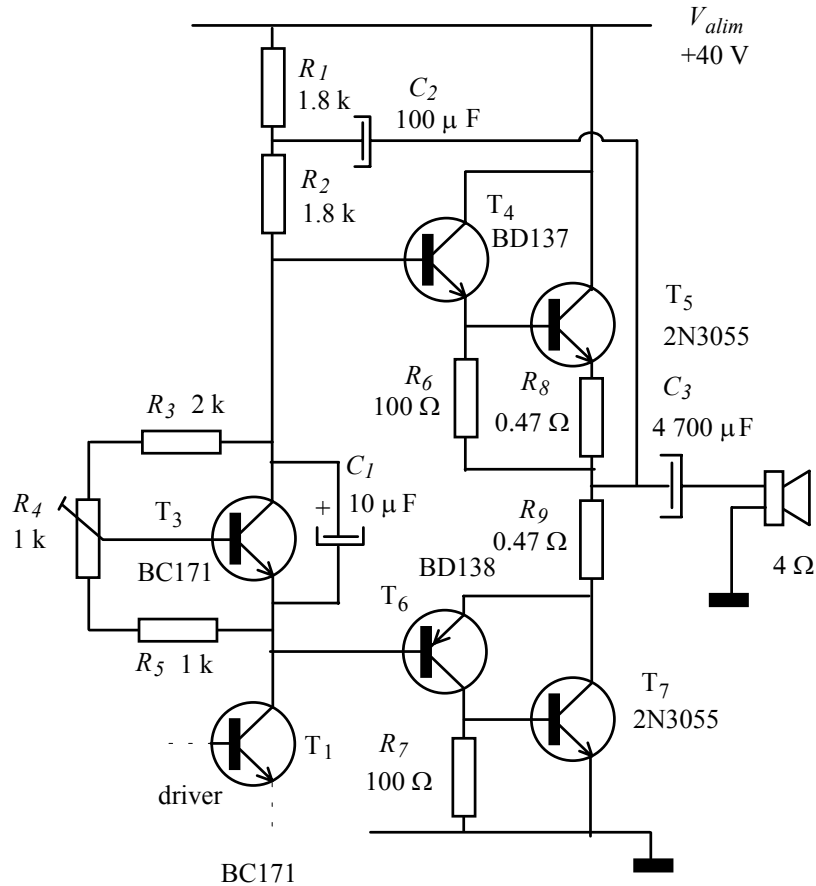 V_alim
+40 V
R_1
1.8 k
C_2
100 μ F
R_2
1.8 k
T_4
BD137
T_5
2N3055
R_6
100 Ω
R_8
0.47 Ω
C_3
4 700 μ F
R_3 2 k
C_1
+
10 μ F
R_4
1 k
T_3
BC171
R_9
0.47 Ω
4 Ω
BD138
T_6
R_5 1 k
T_7
2N3055
T_1
R_7
100 Ω
driver
BC171